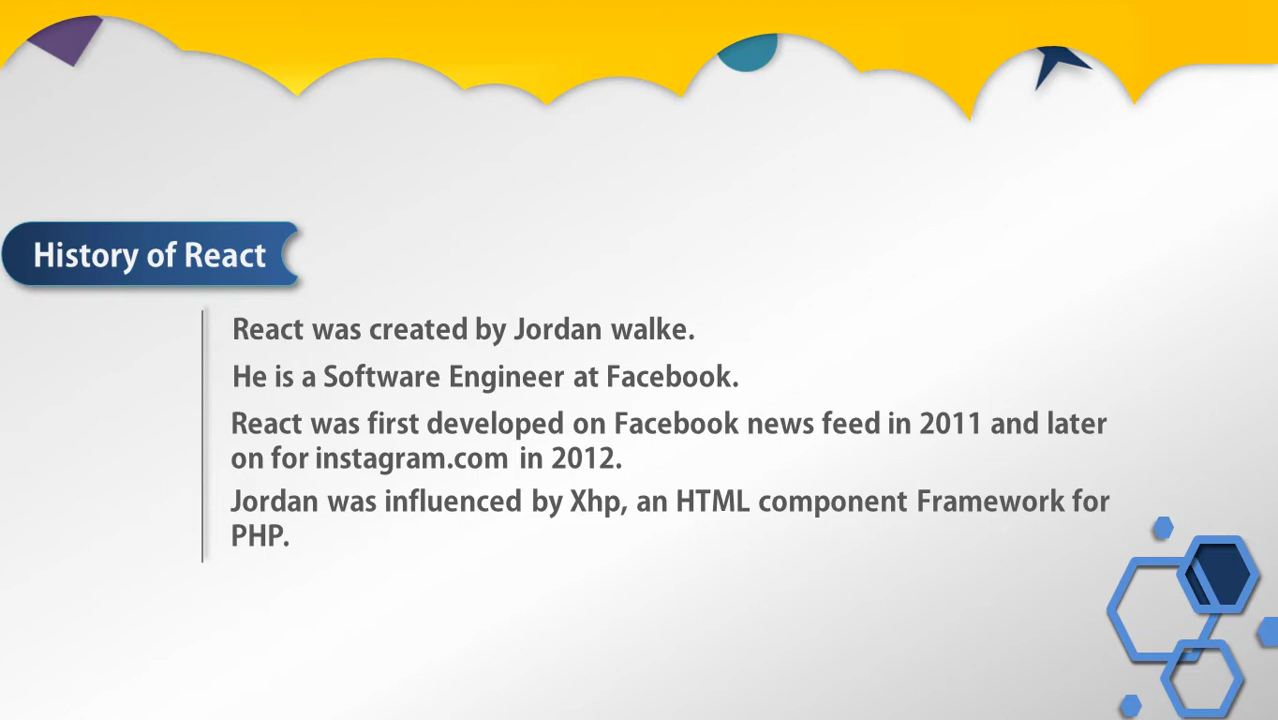 History of React
React was created by Jordan walke.
He is a Software Engineer at Facebook.
React was first developed on Facebook news feed in 2011 and later
on for instagram.com in 2012.
Jordan was influenced by Xhp, an HTML component Framework for
PHP.